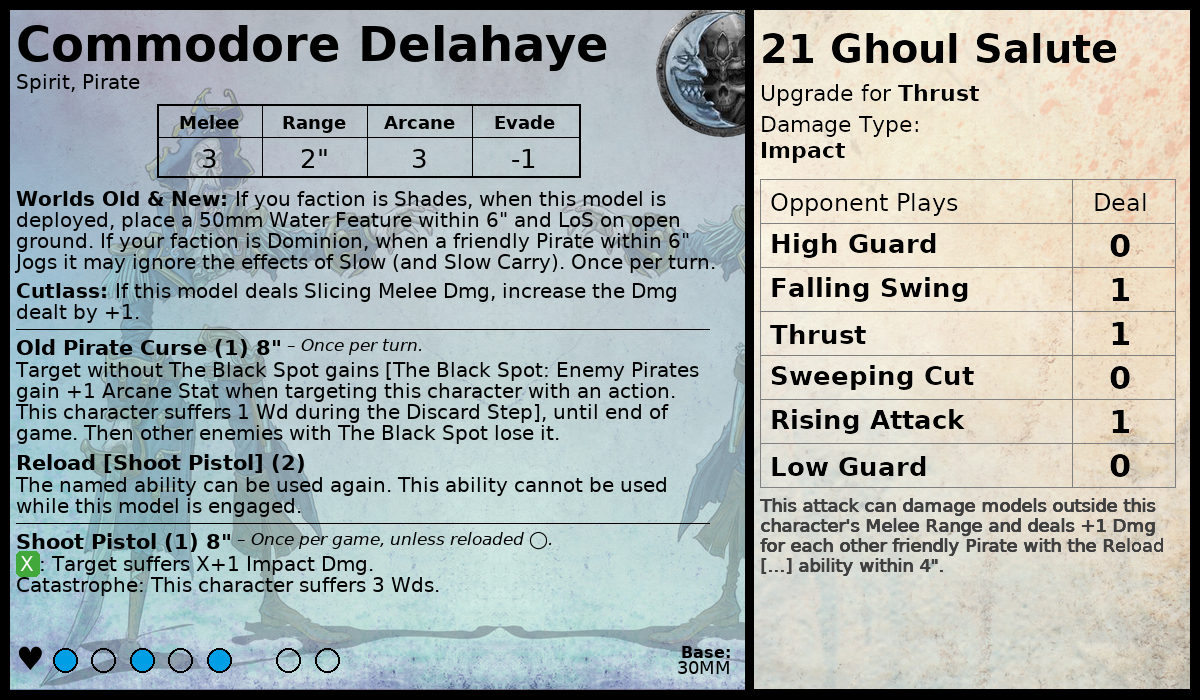 Commodore Delahaye
Spirit, Pirate
Melee Range Arcane Evade
3 2" 3 -1
Worlds Old & New: If you faction is Shades, when this model is
deployed, place a 50mm Water Feature within 6" and LoS on open
ground. If your faction is Dominion, when a friendly Pirate within 6"
Jogs it may ignore the effects of Slow (and Slow Carry). Once per turn.
Cutlass: If this model deals Slicing Melee Dmg, increase the Dmg
dealt by +1.
Old Pirate Curse (1) 8" – Once per turn.
Target without The Black Spot gains [The Black Spot: Enemy Pirates
gain +1 Arcane Stat when targeting this character with an action.
This character suffers 1 Wd during the Discard Step], until end of
game. Then other enemies with The Black Spot lose it.
Reload [Shoot Pistol] (2)
The named ability can be used again. This ability cannot be used
while this model is engaged.
Shoot Pistol (1) 8" – Once per game, unless reloaded ◯.
X: Target suffers X+1 Impact Dmg.
Catastrophe: This character suffers 3 Wds.
Base:
30MM
21 Ghoul Salute
Upgrade for Thrust
Damage Type:
Impact
Opponent Plays Deal
High Guard 0
Falling Swing 1
Thrust 1
Sweeping Cut 0
Rising Attack 1
Low Guard 0
This attack can damage models outside this
character's Melee Range and deals +1 Dmg
for each other friendly Pirate with the Reload
[...] ability within 4".